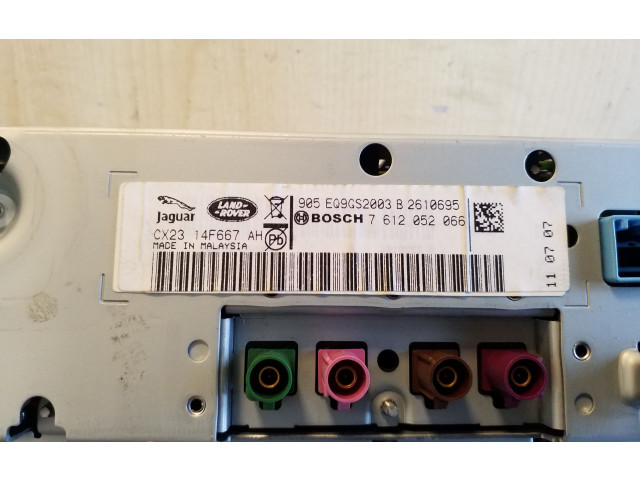 905 EQ9GS2003 B 2610695
Jaguar
LAND-
ROVER
BOSCH 7 612 052 066
CX23 14F667 AH
Pb
MADE IN MALAYSIA
11 07 07